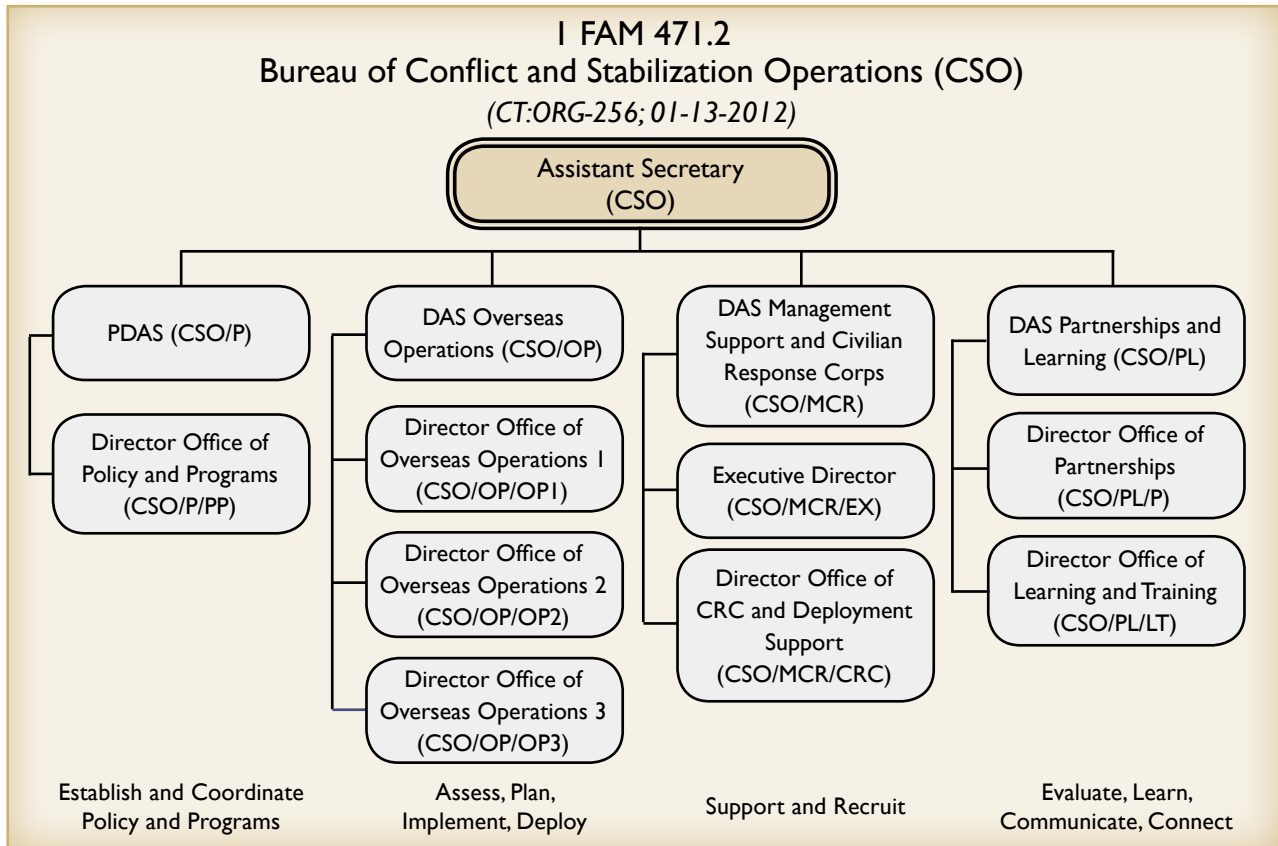 1 FAM 471.2
Bureau of Conflict and Stabilization Operations (CSO)
(CT:ORG-256; 01-13-2012)
Assistant Secretary
(CSO)
PDAS (CSO/P)
Director Office of
Policy and Programs
(CSO/P/PP)
Establish and Coordinate
Policy and Programs
DAS Overseas
Operations (CSO/OP)
Director Office of
Overseas Operations 1
(CSO/OP/OP1)
Director Office of
Overseas Operations 2
(CSO/OP/OP2)
Director Office of
Overseas Operations 3
(CSO/OP/OP3)
Assess, Plan,
Implement, Deploy
DAS Management
Support and Civilian
Response Corps
(CSO/MCR)
Executive Director
(CSO/MCR/EX)
Director Office of
CRC and Deployment
Support
(CSO/MCR/CRC)
Support and Recruit
DAS Partnerships and
Learning (CSO/PL)
Director Office of
Partnerships
(CSO/PL/P)
Director Office of
Learning and Training
(CSO/PL/LT)
Evaluate, Learn,
Communicate, Connect